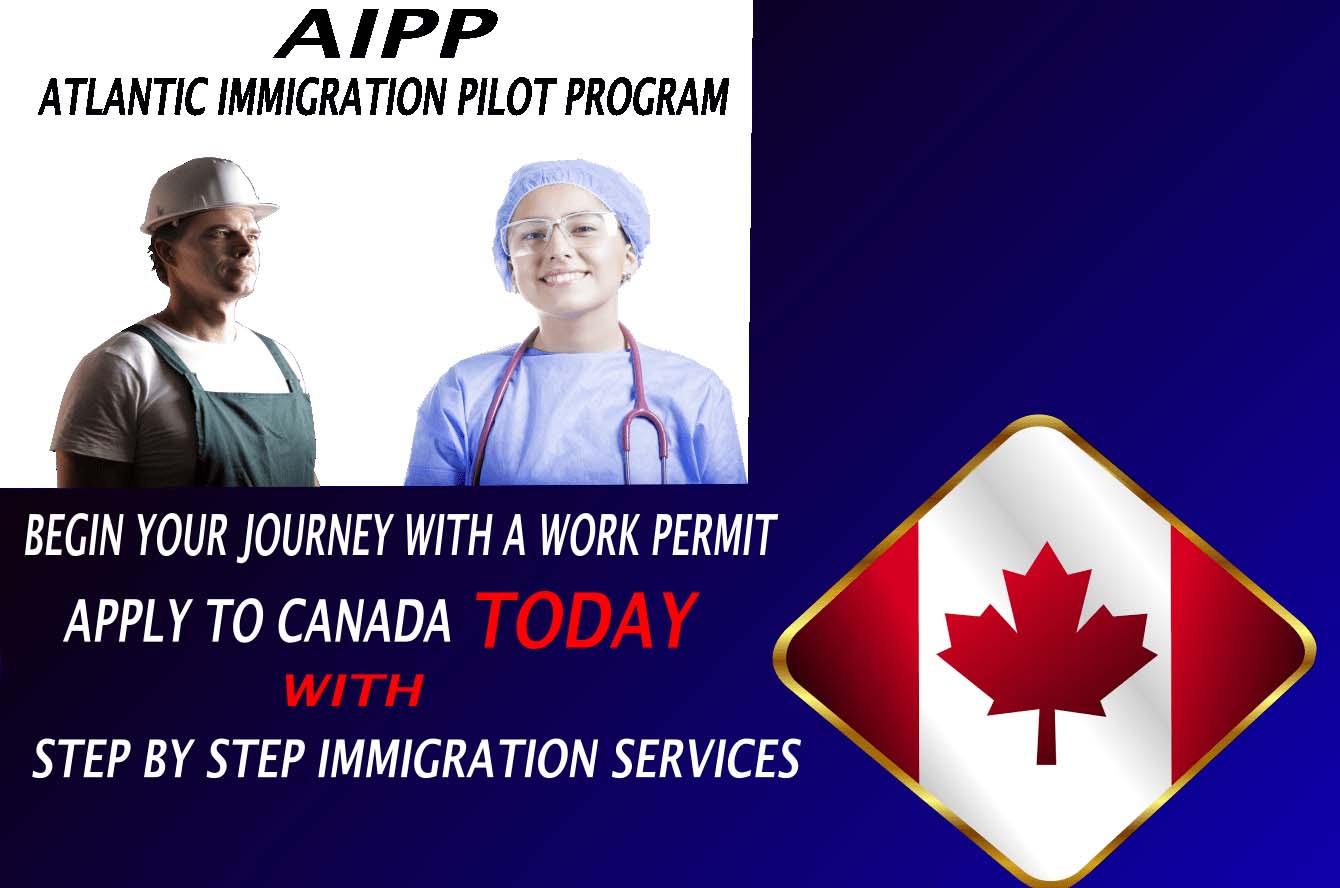 AIPP
ATLANTIC IMMIGRATION PILOT PROGRAM
BEGIN YOUR JOURNEY WITH A WORK PERMIT
APPLY TO CANADA TODAY
WITH
STEP BY STEP IMMIGRATION SERVICES